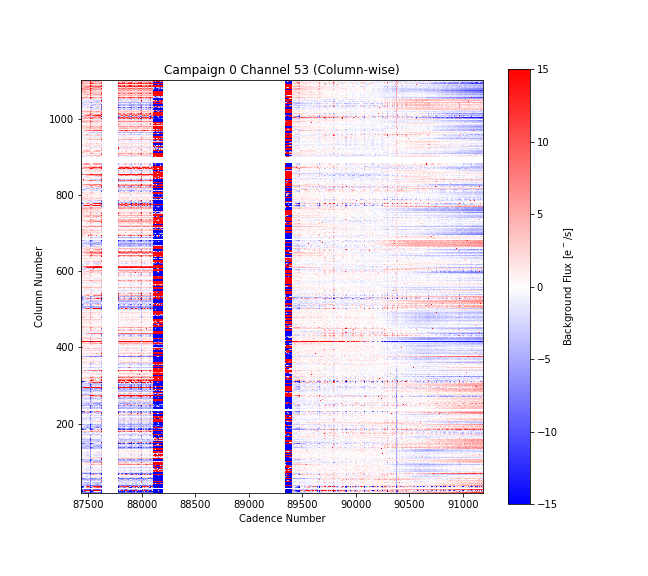 Campaign 0 Channel 53 (Column-wise)
1000
800
600
400
200
Column Number
87500 88000 88500 89000 89500 90000 90500 91000
Cadence Number
15
10
5
0
−5
−10
−15
Background Flux [e⁻/s]